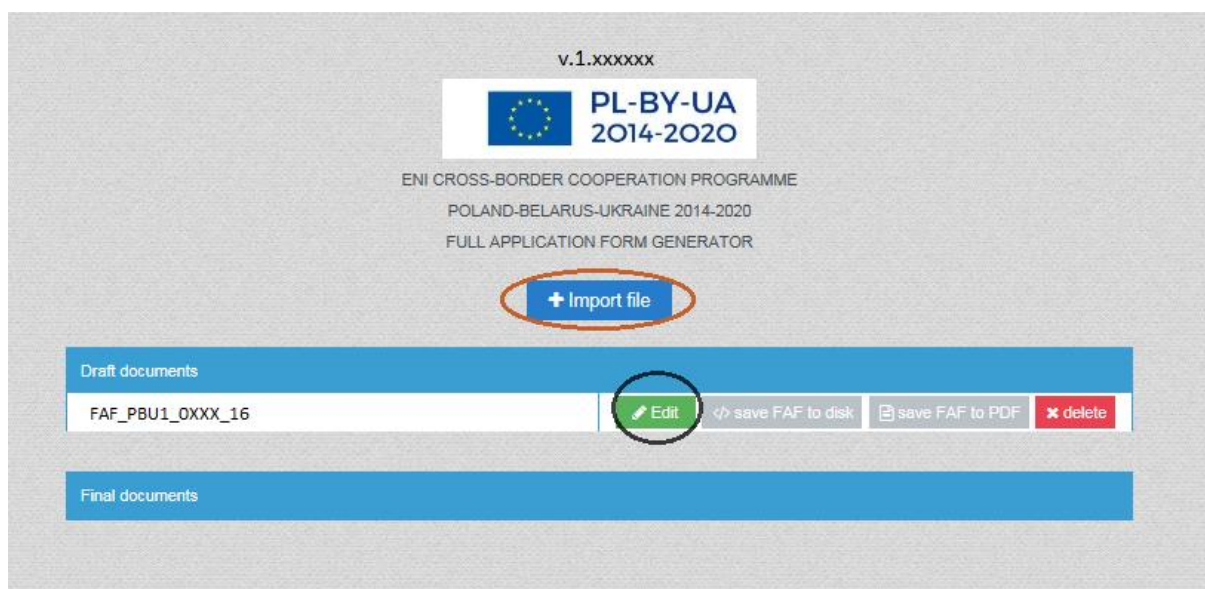 v.1.xxxxxx
PL-BY-UA
2014-2020
ENI CROSS-BORDER COOPERATION PROGRAMME
POLAND-BELARUS-UKRAINE 2014-2020
FULL APPLICATION FORM GENERATOR
+ Import file
Draft documents
FAF_PBU1_0XXX_16 Edit </> save FAF to disk save FAF to PDF × delete
Final documents